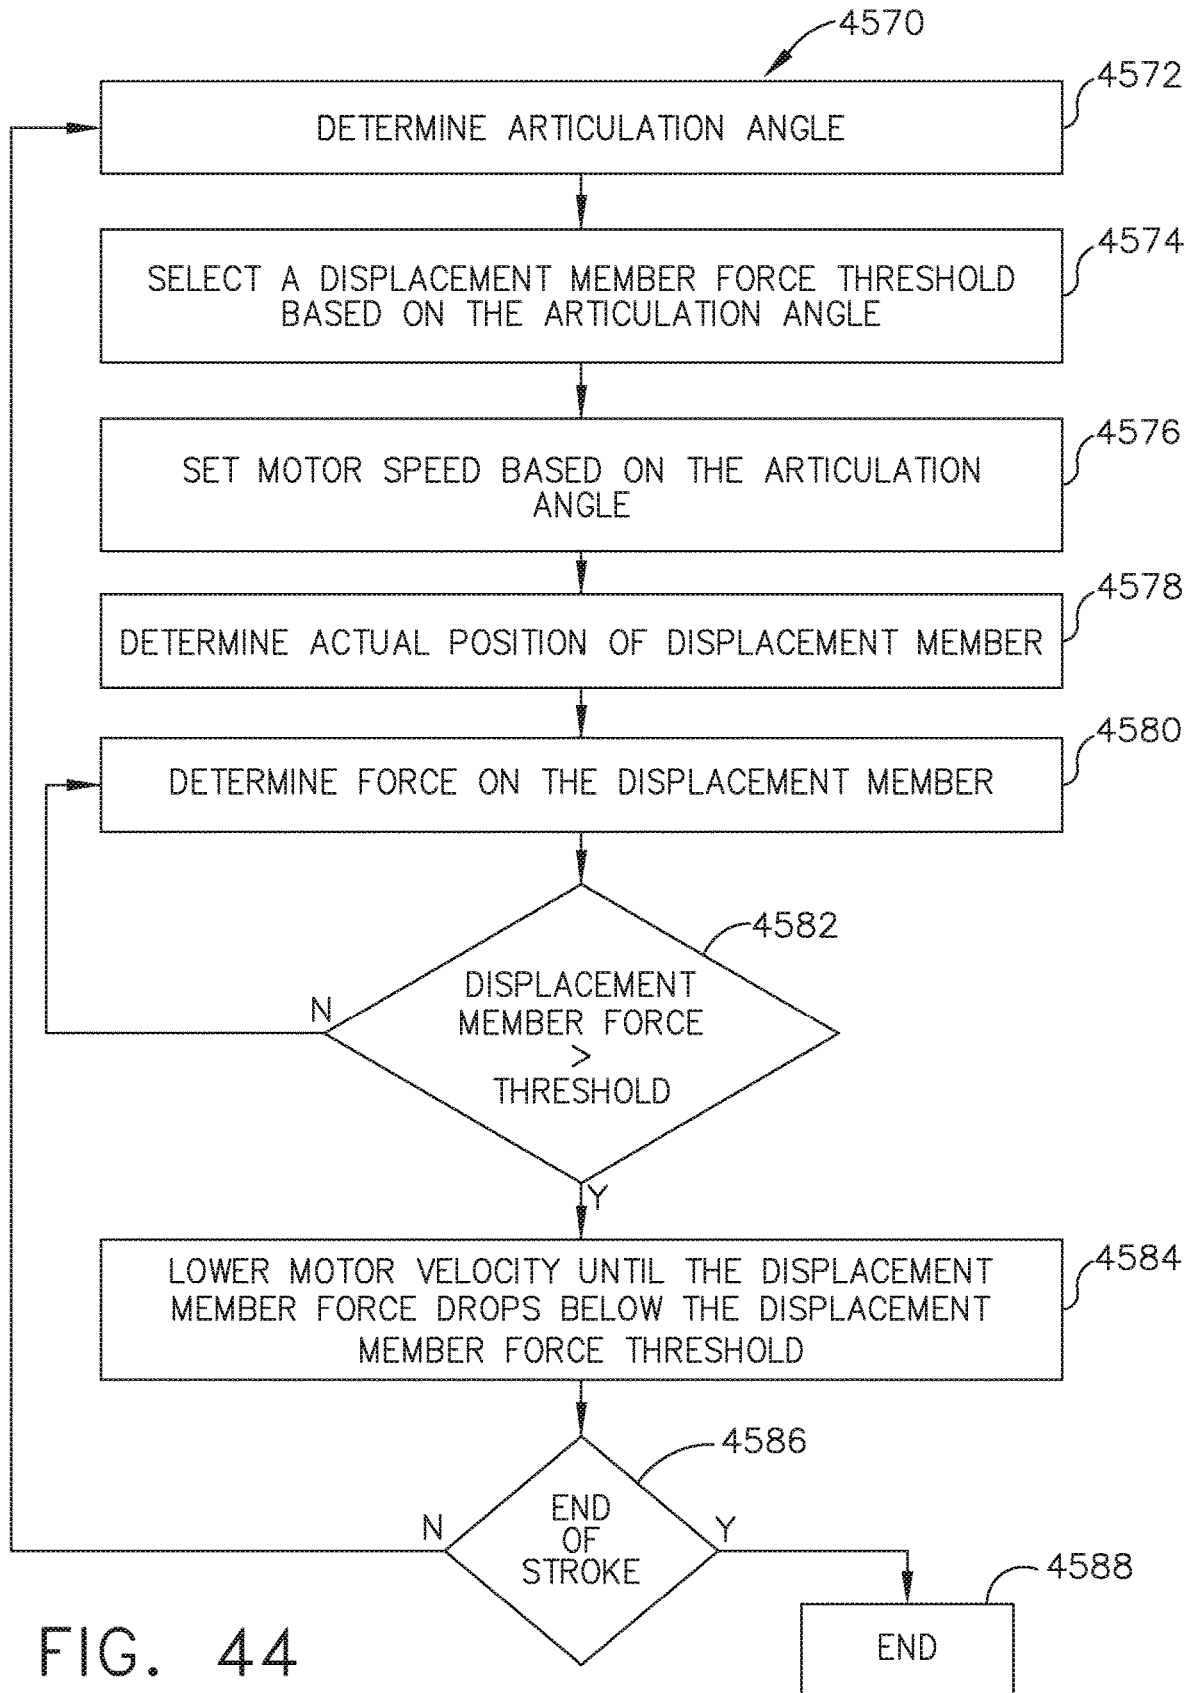 4570
4572
DETERMINE ARTICULATION ANGLE
4574
SELECT A DISPLACEMENT MEMBER FORCE THRESHOLD
BASED ON THE ARTICULATION ANGLE
4576
SET MOTOR SPEED BASED ON THE ARTICULATION
ANGLE
4578
DETERMINE ACTUAL POSITION OF DISPLACEMENT MEMBER
4580
DETERMINE FORCE ON THE DISPLACEMENT MEMBER
4582
DISPLACEMENT
MEMBER FORCE
>
THRESHOLD
N
Y
4584
LOWER MOTOR VELOCITY UNTIL THE DISPLACEMENT
MEMBER FORCE DROPS BELOW THE DISPLACEMENT
MEMBER FORCE THRESHOLD
4586
END
OF
STROKE
N
Y
4588
END
FIG. 44